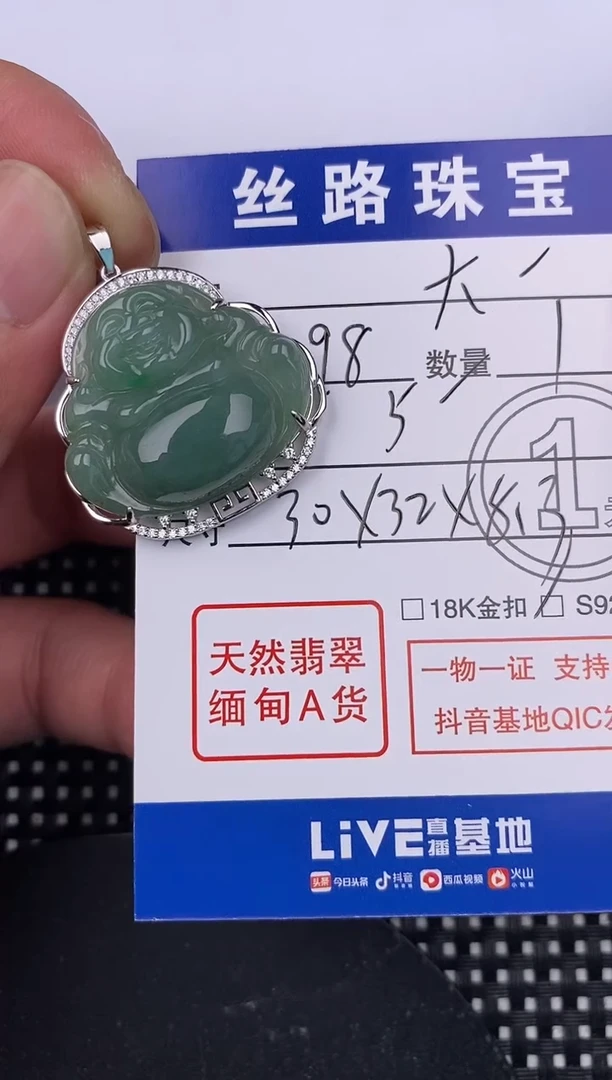 丝路珠宝
大
98 数量 1
5
30X32X8.3
1
18K金扣 S92
天然翡翠
缅甸A货
一物一证 支持
抖音基地QIC发
LiVE直播基地
头条 今日头条 抖音 西瓜视频 火山